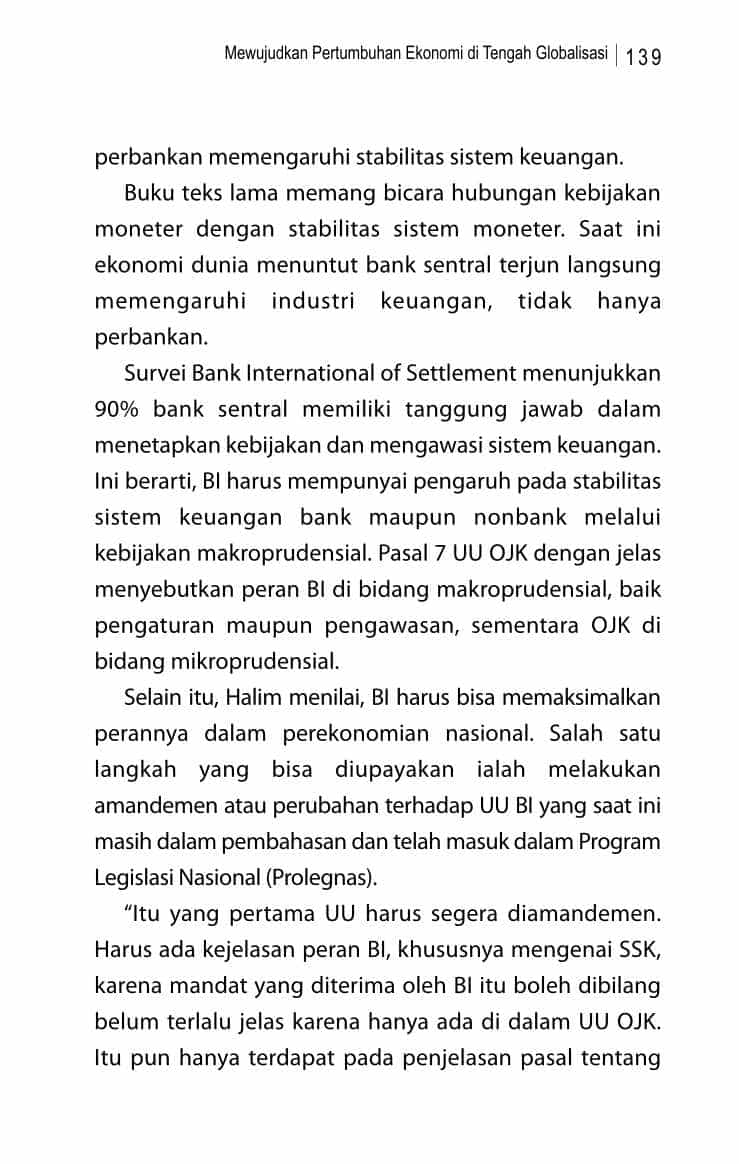 Mewujudkan Pertumbuhan Ekonomi di Tengah Globalisasi | 139
perbankan memengaruhi stabilitas sistem keuangan.
Buku teks lama memang bicara hubungan kebijakan
moneter dengan stabilitas sistem moneter. Saat ini
ekonomi dunia menuntut bank sentral terjun langsung
memengaruhi industri keuangan, tidak hanya
perbankan.
Survei Bank International of Settlement menunjukkan
90% bank sentral memiliki tanggung jawab dalam
menetapkan kebijakan dan mengawasi sistem keuangan.
Ini berarti, BI harus mempunyai pengaruh pada stabilitas
sistem keuangan bank maupun nonbank melalui
kebijakan makroprudensial. Pasal 7 UU OJK dengan jelas
menyebutkan peran BI di bidang makroprudensial, baik
pengaturan maupun pengawasan, sementara OJK di
bidang mikroprudensial.
Selain itu, Halim menilai, BI harus bisa memaksimalkan
perannya dalam perekonomian nasional. Salah satu
langkah yang bisa diupayakan ialah melakukan
amandemen atau perubahan terhadap UU BI yang saat ini
masih dalam pembahasan dan telah masuk dalam Program
Legislasi Nasional (Prolegnas).
“Itu yang pertama UU harus segera diamandemen.
Harus ada kejelasan peran BI, khususnya mengenai SSK,
karena mandat yang diterima oleh BI itu boleh dibilang
belum terlalu jelas karena hanya ada di dalam UU OJK.
Itu pun hanya terdapat pada penjelasan pasal tentang